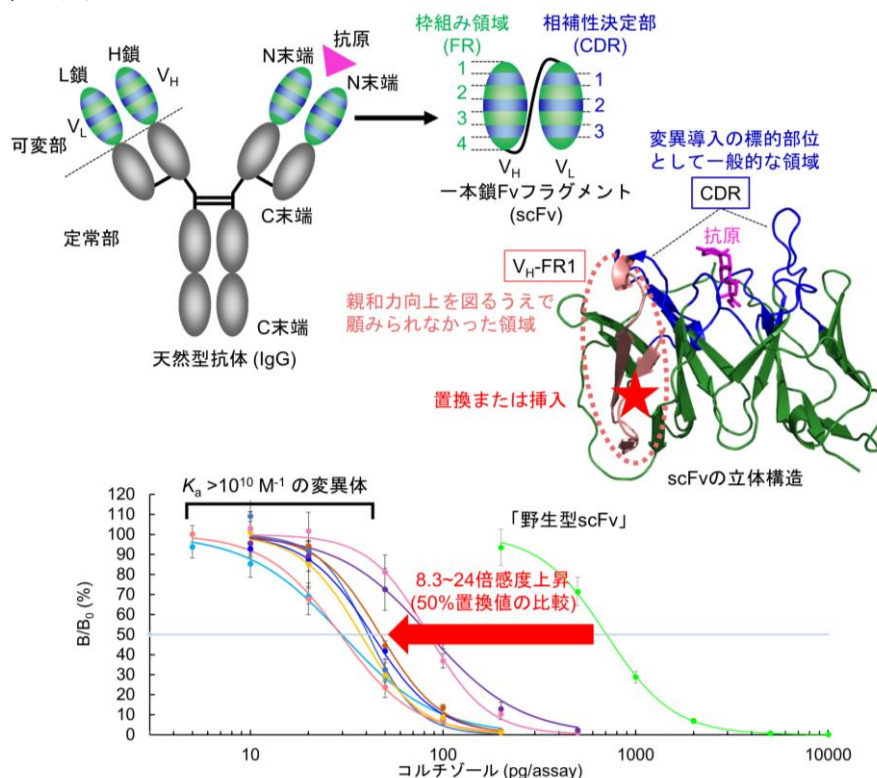 H鎖
L鎖
V_H
V_L
可変部
定常部
N末端
抗原
N末端
C末端
C末端
天然型抗体 (IgG)
枠組み領域
(FR)
相補性決定部
(CDR)
1
2
3
4
1
2
3
V_H
V_L
一本鎖Fvフラグメント
(scFv)
変異導入の標的部位
として一般的な領域
CDR
抗原
V_H-FR1
親和力向上を図るうえで
顧みられなかった領域
置換または挿入
scFvの立体構造
K_a >10^10 M^-1 の変異体
「野生型scFv」
8.3~24倍感度上昇
(50%置換値の比較)
B/B_0 (%)
120
110
100
90
80
70
60
50
40
30
20
10
0
10
100
1000
10000
コルチゾール (pg/assay)